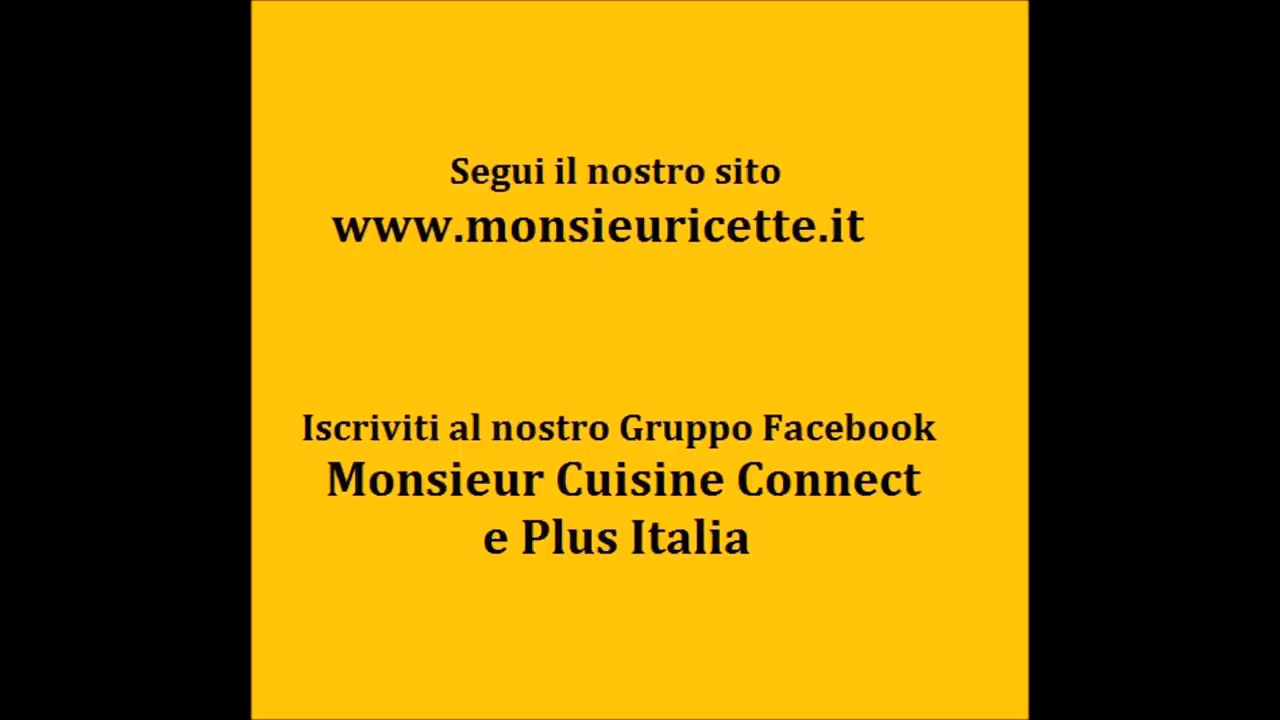 Segui il nostro sito
www.monsieuricette.it
Iscriviti al nostro Gruppo Facebook
Monsieur Cuisine Connect
e Plus Italia